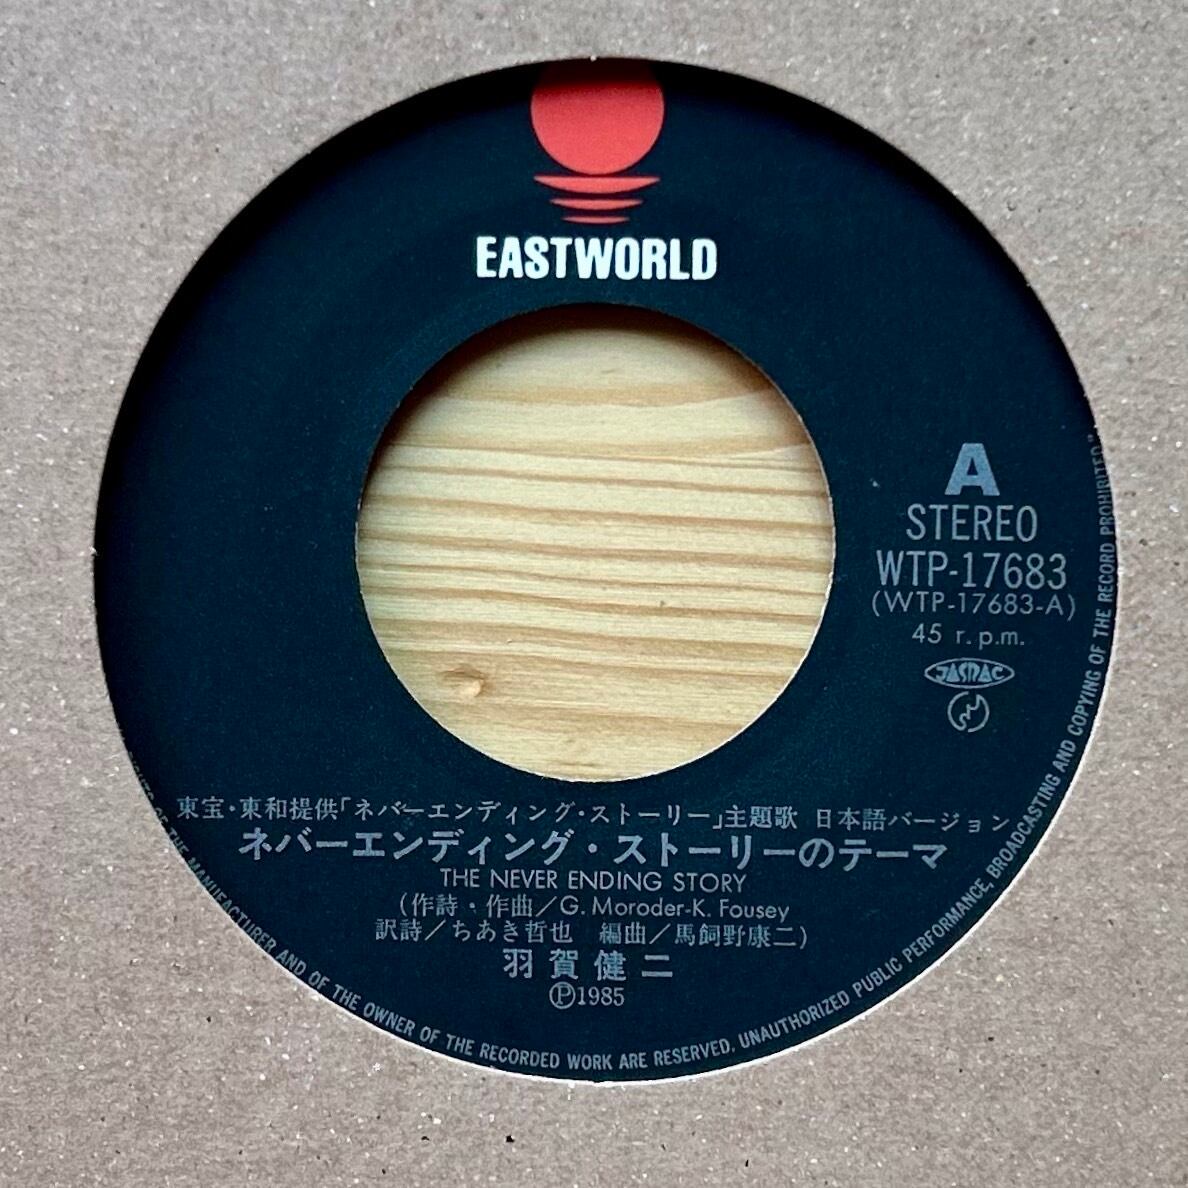 EASTWORLD
A
STEREO
WTP-17683
(WTP-17683-A)
45 r.p.m.
JASRAC
東宝・東和提供「ネバーエンディング・ストーリー」主題歌 日本語バージョン
ネバーエンディング・ストーリーのテーマ
THE NEVER ENDING STORY
(作詩・作曲／G. Moroder-K. Fousey
訳詩／ちあき哲也 編曲／馬飼野康二)
羽賀健二
Ⓟ1985
OF THE MANUFACTURER AND OF THE OWNER OF THE RECORDED WORK ARE RESERVED. UNAUTHORIZED PUBLIC PERFORMANCE, BROADCASTING AND COPYING OF THE RECORD PROHIBITED."